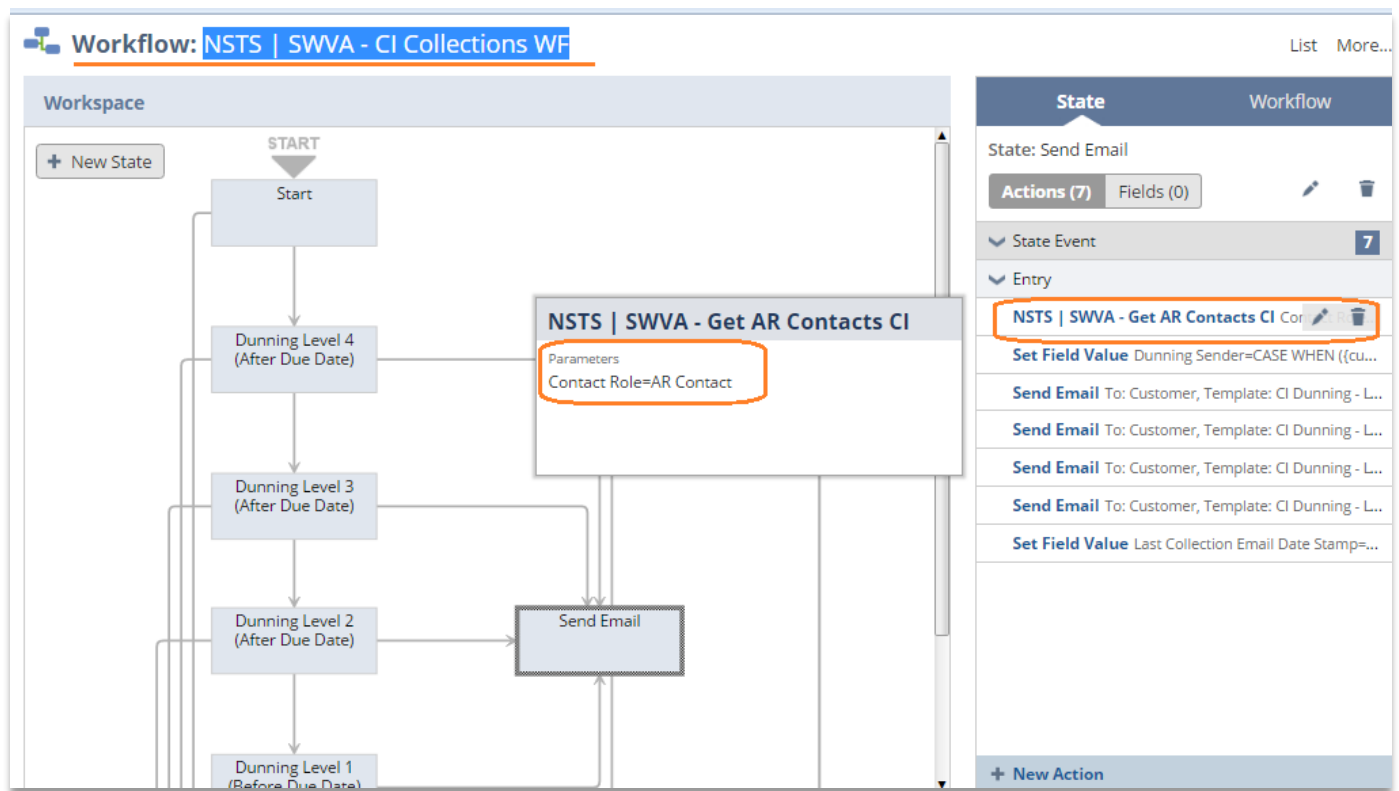 Workflow: NSTS | SWVA - CI Collections WF
List More...
Workspace
+ New State
START
Start
Dunning Level 4
(After Due Date)
Dunning Level 3
(After Due Date)
Dunning Level 2
(After Due Date)
Dunning Level 1
(Before Due Date)
Send Email
NSTS | SWVA - Get AR Contacts CI
Parameters
Contact Role=AR Contact
State
Workflow
State: Send Email
Actions (7)
Fields (0)
State Event 7
Entry
NSTS | SWVA - Get AR Contacts CI
Set Field Value Dunning Sender=CASE WHEN ({cu...
Send Email To: Customer, Template: CI Dunning - L...
Send Email To: Customer, Template: CI Dunning - L...
Send Email To: Customer, Template: CI Dunning - L...
Send Email To: Customer, Template: CI Dunning - L...
Set Field Value Last Collection Email Date Stamp=...
+ New Action